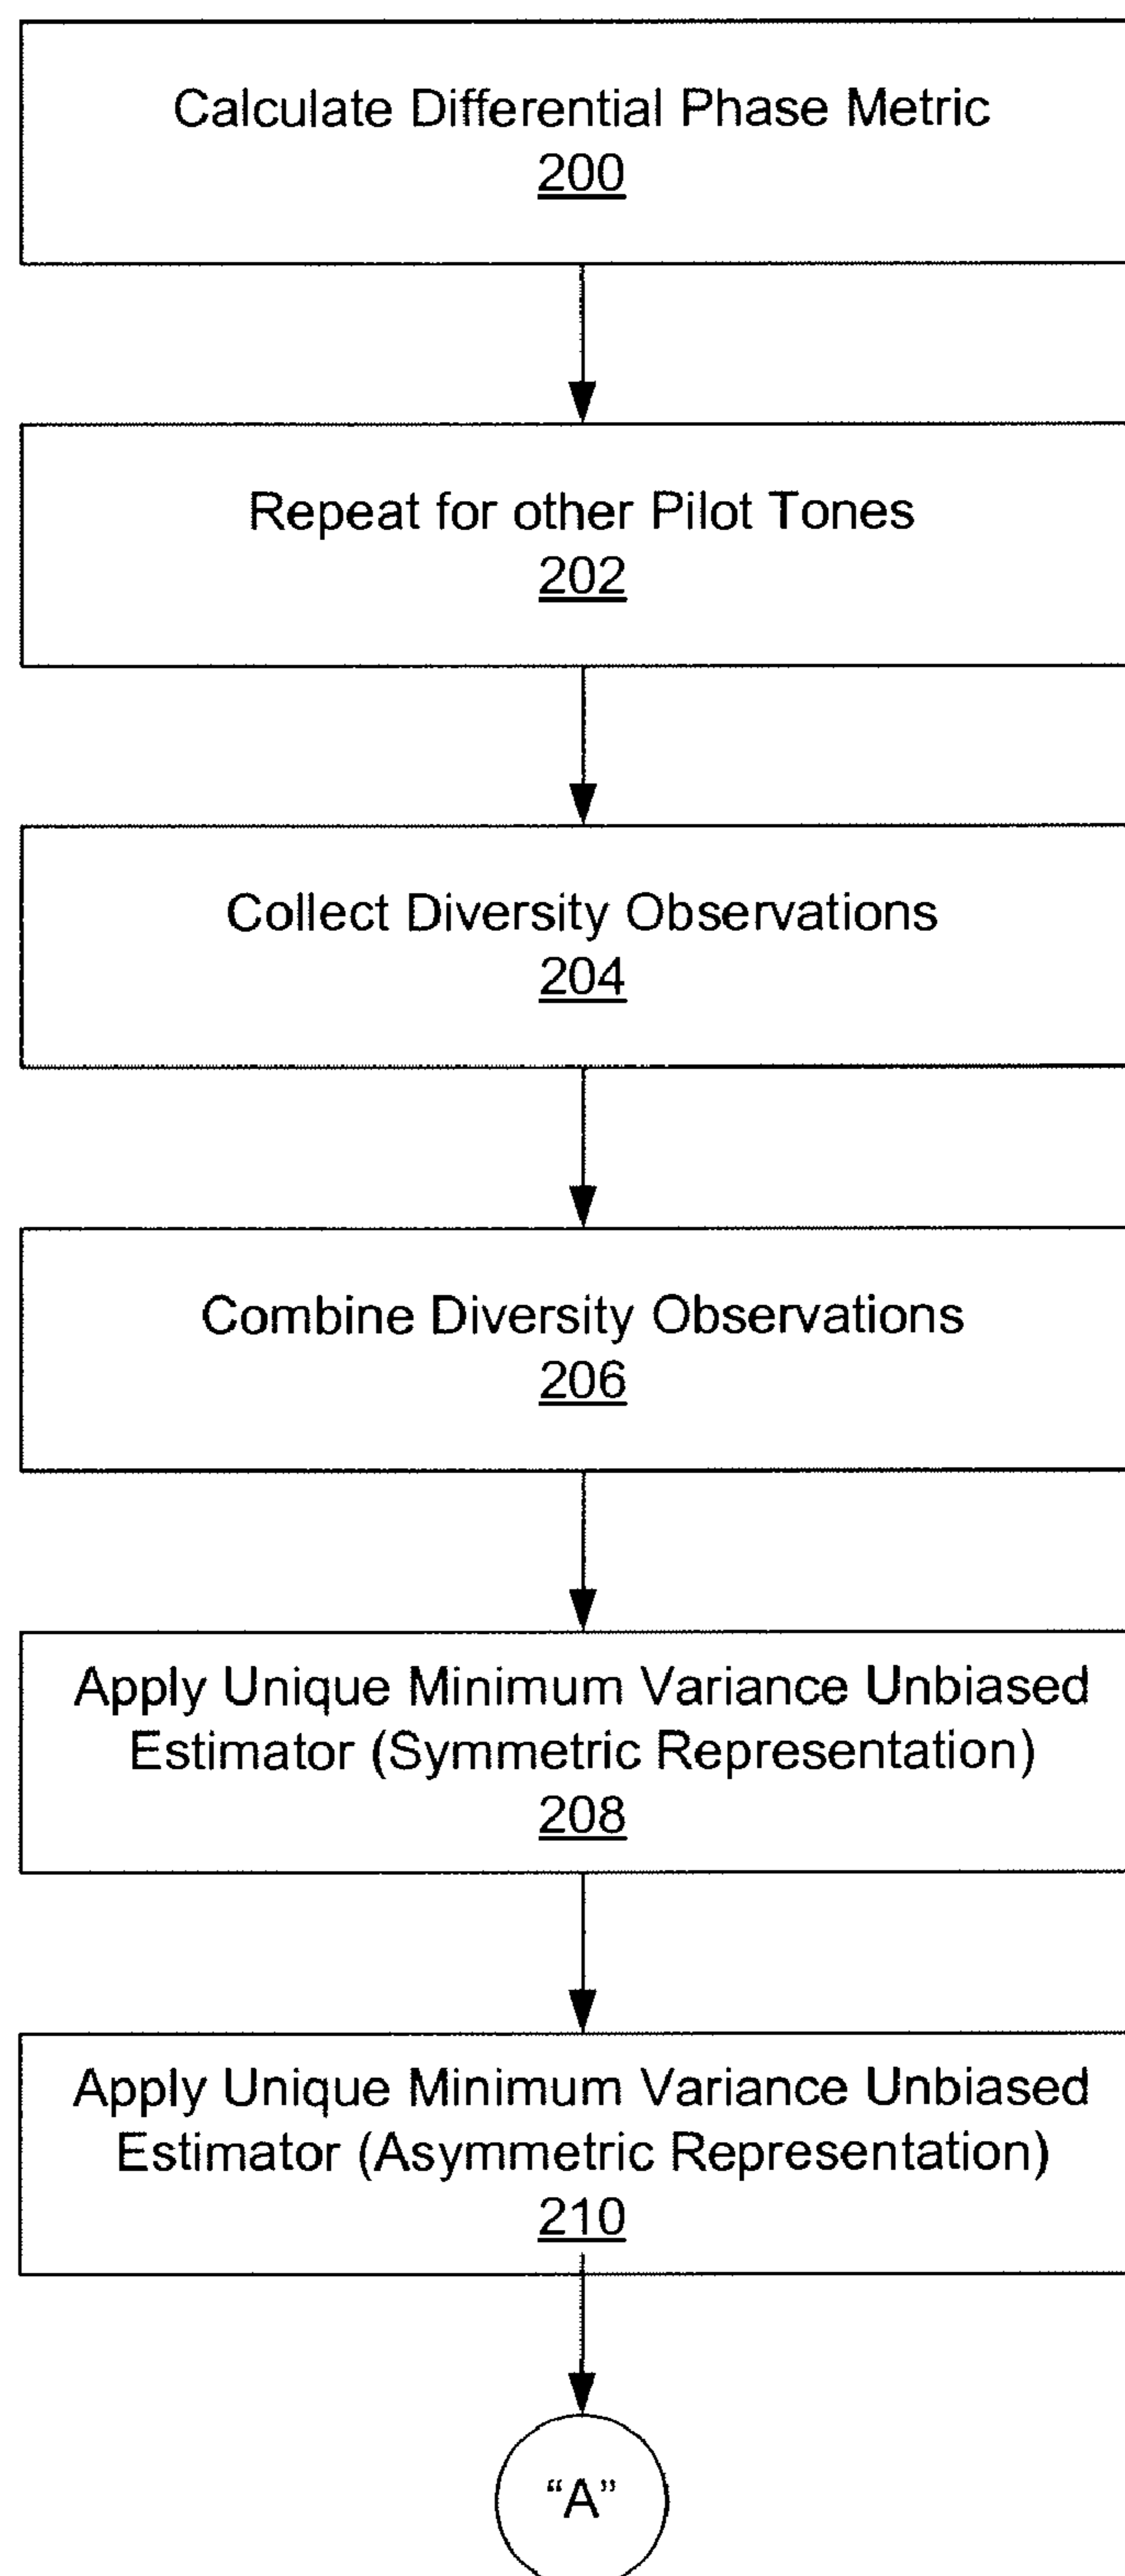 Calculate Differential Phase Metric
200
Repeat for other Pilot Tones
202
Collect Diversity Observations
204
Combine Diversity Observations
206
Apply Unique Minimum Variance Unbiased
Estimator (Symmetric Representation)
208
Apply Unique Minimum Variance Unbiased
Estimator (Asymmetric Representation)
210
“A”